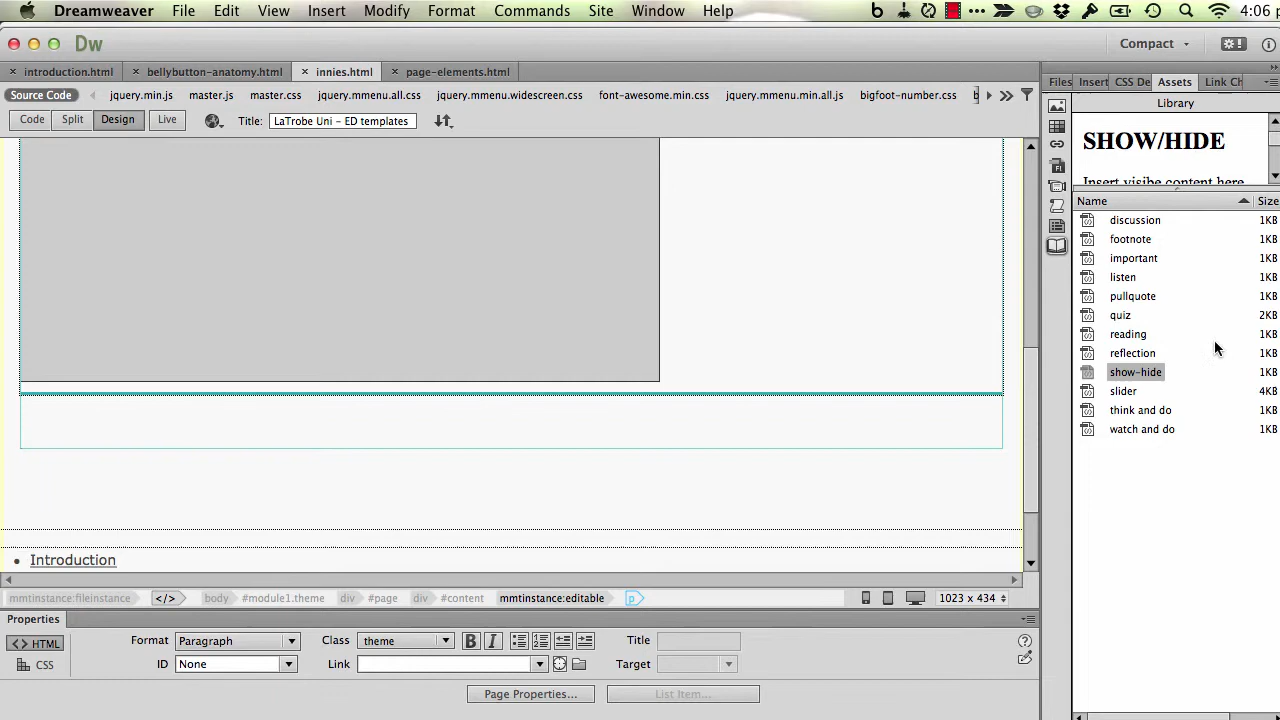 Dreamweaver File Edit View Insert Modify Format Commands Site Window Help 4:06
Dw Compact
introduction.html bellybutton-anatomy.html innies.html page-elements.html
Files Insert CSS De Assets Link Ch
Source Code jquery.min.js master.js master.css jquery.mmenu.all.css jquery.mmenu.widescreen.css font-awesome.min.css jquery.mmenu.min.all.js bigfoot-number.css
Library
Code Split Design Live Title: LaTrobe Uni - ED templates
SHOW/HIDE
Insert visibe content here
Name Size
discussion 1KB
footnote 1KB
important 1KB
listen 1KB
pullquote 1KB
quiz 2KB
reading 1KB
reflection 1KB
show-hide 1KB
slider 4KB
think and do 1KB
watch and do 1KB
Introduction
mmtinstance:fileinstance </> body #module1.theme div #page div #content mmtinstance:editable p 1023 x 434
Properties
<> HTML Format Paragraph Class theme B I Title
CSS ID None Link Target
Page Properties... List Item...